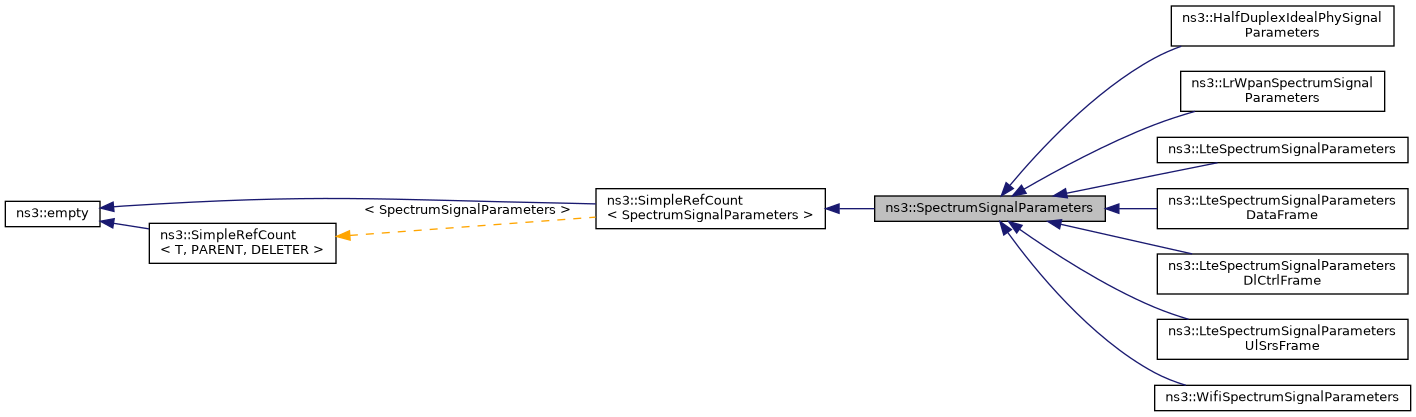 ns3::HalfDuplexIdealPhySignal
Parameters
ns3::LrWpanSpectrumSignal
Parameters
ns3::LteSpectrumSignalParameters
ns3::empty
ns3::SimpleRefCount
< T, PARENT, DELETER >
< SpectrumSignalParameters >
ns3::SimpleRefCount
< SpectrumSignalParameters >
ns3::SpectrumSignalParameters
ns3::LteSpectrumSignalParameters
DataFrame
ns3::LteSpectrumSignalParameters
DlCtrlFrame
ns3::LteSpectrumSignalParameters
UlSrsFrame
ns3::WifiSpectrumSignalParameters